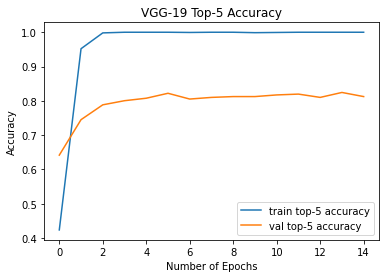 VGG-19 Top-5 Accuracy
1.0
0.9
0.8
0.7
0.6
0.5
0.4
Accuracy
train top-5 accuracy
val top-5 accuracy
0 2 4 6 8 10 12 14
Number of Epochs